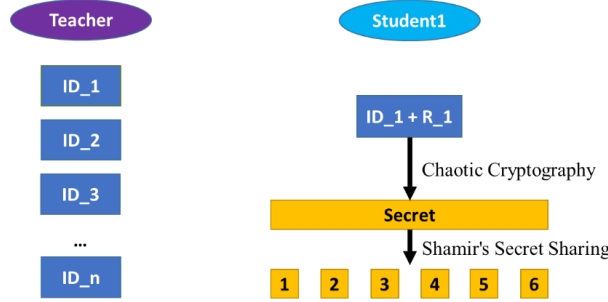 Teacher
ID_1
ID_2
ID_3
...
ID_n
Student1
ID_1 + R_1
Chaotic Cryptography
Secret
Shamir's Secret Sharing
1 2 3 4 5 6